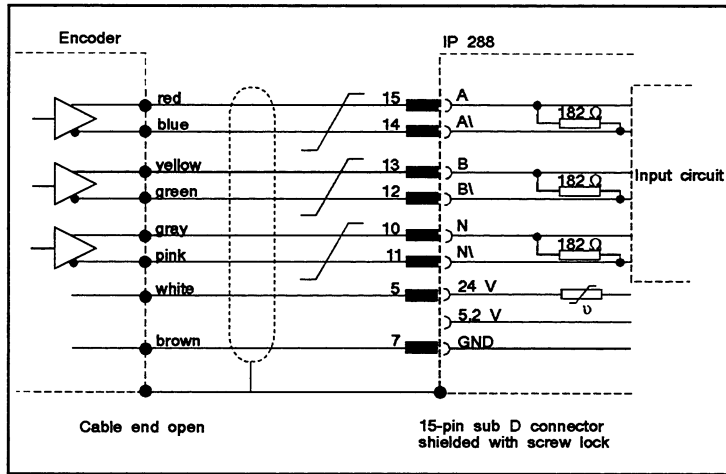 Encoder
IP 288
red
15
A
182 Ω
blue
14
A\
yellow
13
B
Input circuit
182 Ω
green
12
B\
gray
10
N
182 Ω
pink
11
N\
white
5
24 V
υ
5,2 V
brown
7
GND
Cable end open
15-pin sub D connector
shielded with screw lock